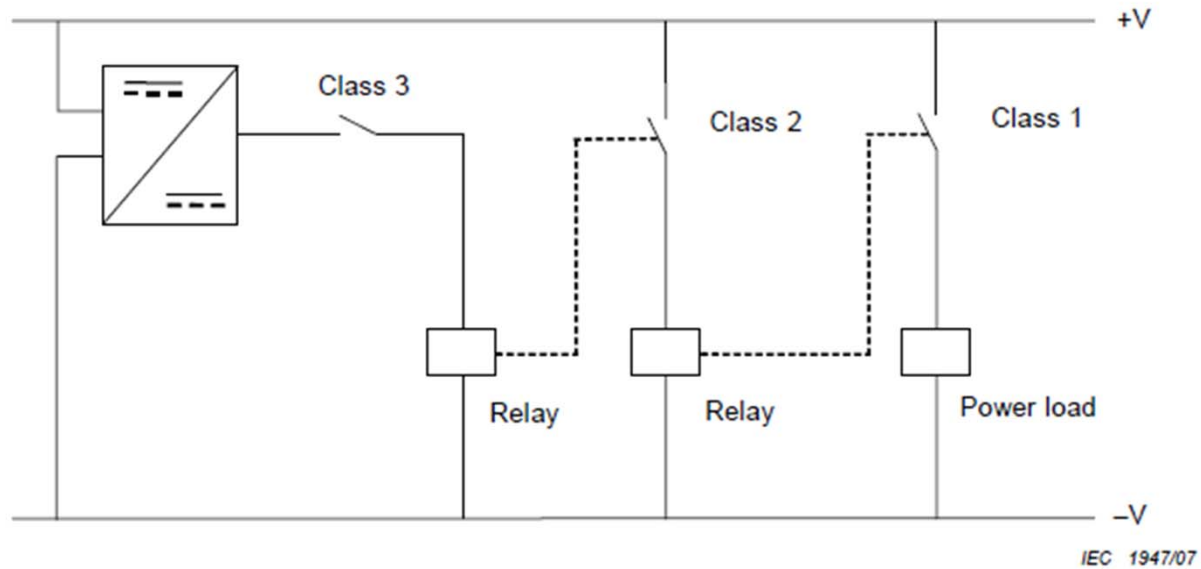 +V
Class 3
Class 2
Class 1
Relay
Relay
Power load
–V
IEC 1947/07